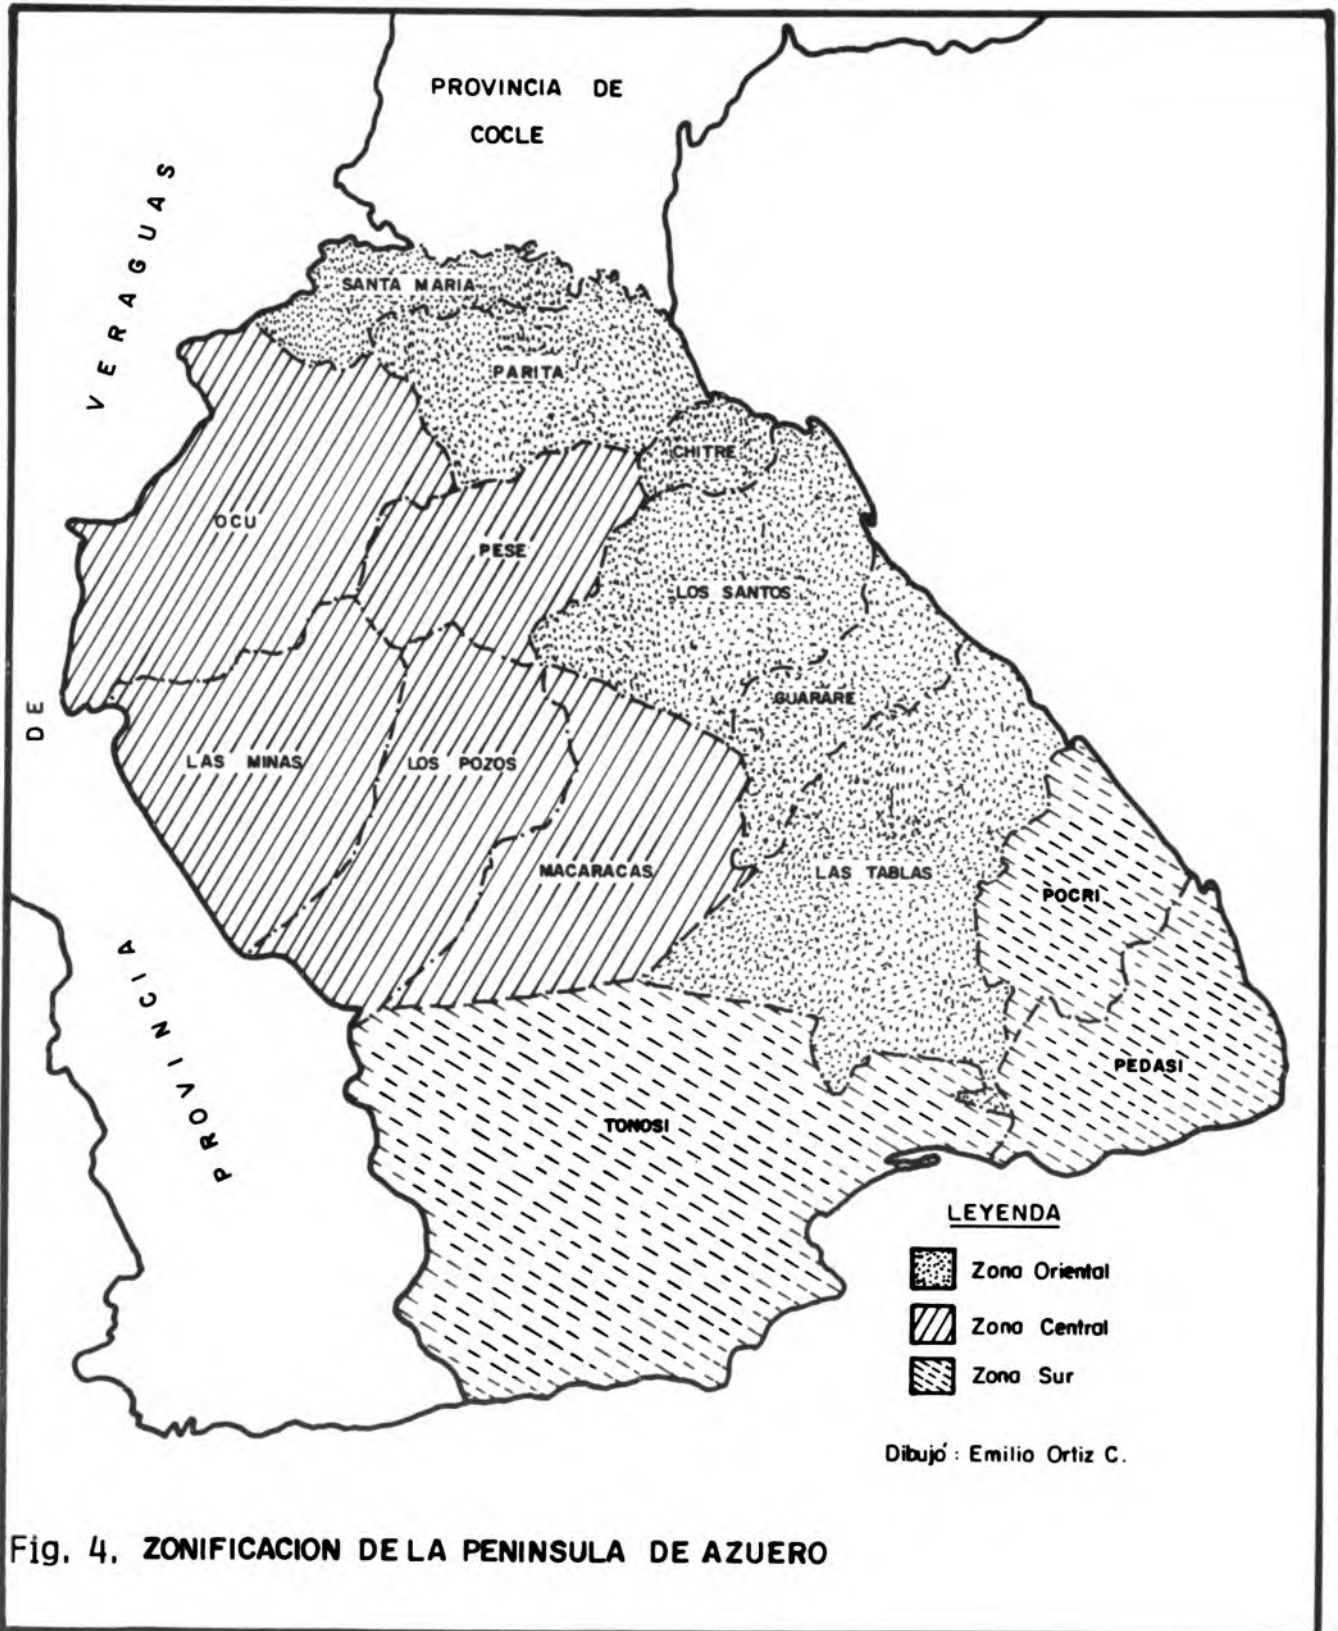 PROVINCIA DE
COCLE
VERAGUAS
SANTA MARIA
PARITA
CHITRE
OCU
PESE
LOS SANTOS
GUARARE
DE
LAS MINAS
LOS POZOS
MACARACAS
LAS TABLAS
POCRI
PROVINCIA
PEDASI
TONOSI
LEYENDA
Zona Oriental
Zona Central
Zona Sur
Dibujó : Emilio Ortiz C.
Fig. 4. ZONIFICACION DE LA PENINSULA DE AZUERO